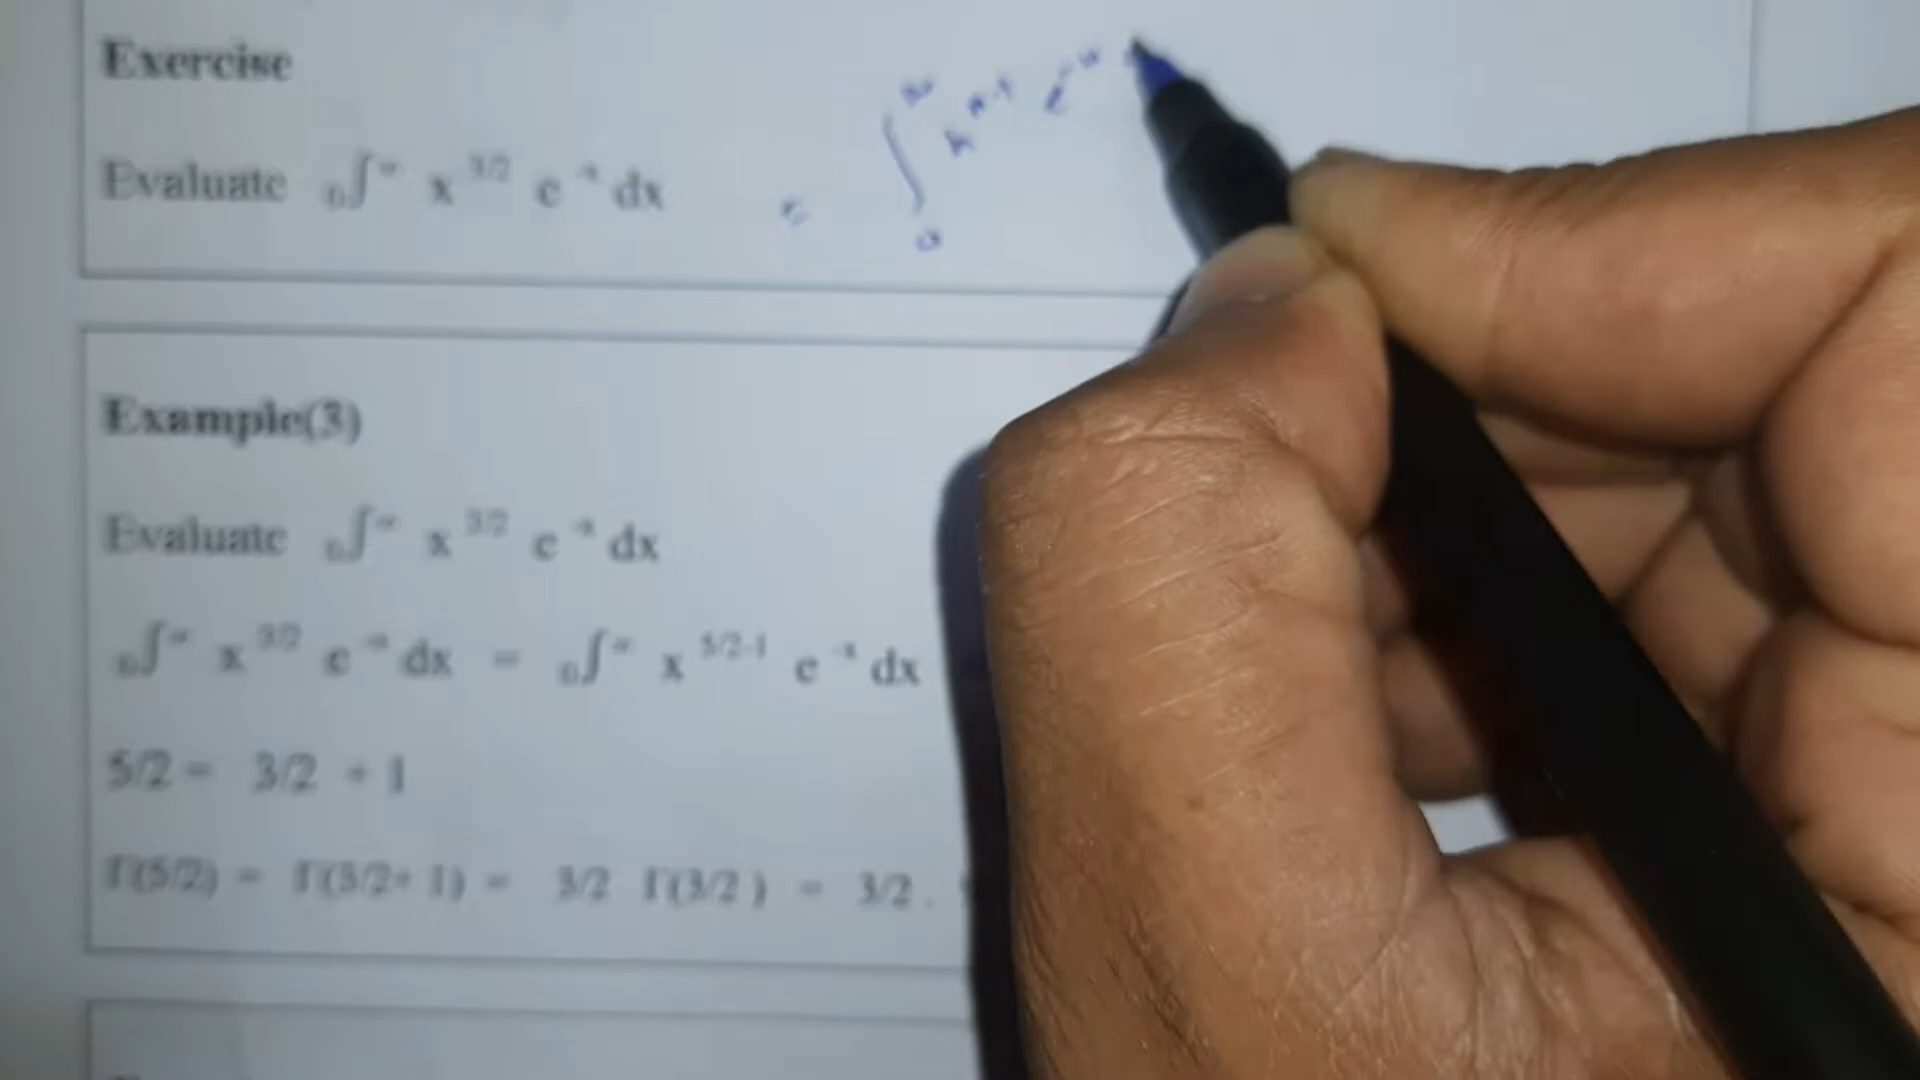 Exercise
Evaluate ₀∫^∞ x ^3/2 e ^-x dx
= ∫₀^∞ x^n-1 e^-x
Example(3)
Evaluate ₀∫^∞ x ^3/2 e ^-x dx
₀∫^∞ x ^3/2 e ^-x dx = ₀∫^∞ x ^5/2-1 e ^-x dx
5/2 = 3/2 + 1
Γ(5/2) = Γ(3/2+ 1) = 3/2 Γ(3/2 ) = 3/2 .